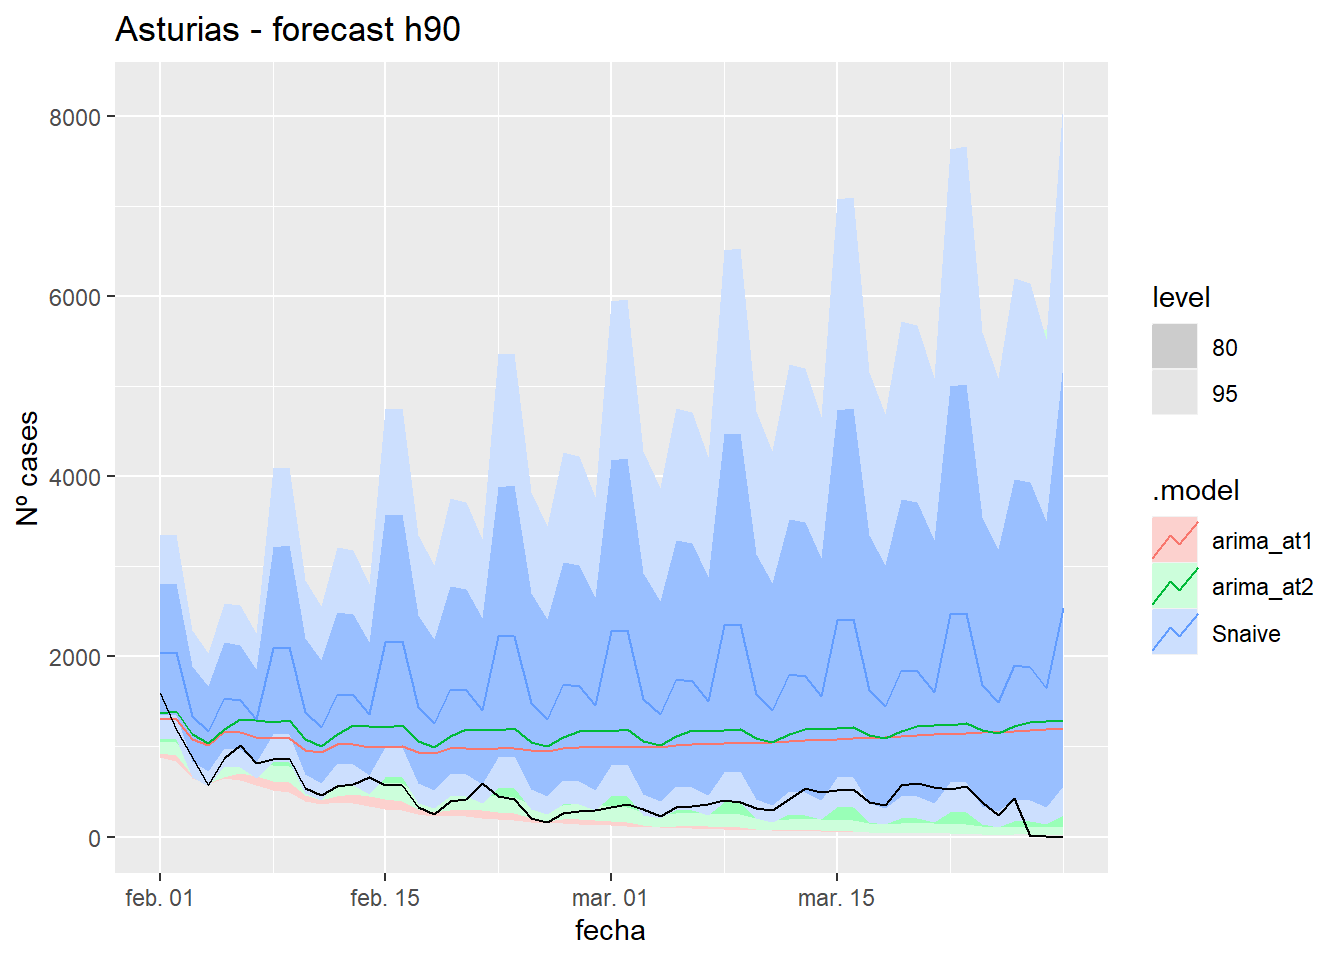 Asturias - forecast h90
Nº cases
8000
6000
4000
2000
0
feb. 01
feb. 15
mar. 01
mar. 15
fecha
level
80
95
.model
arima_at1
arima_at2
Snaive